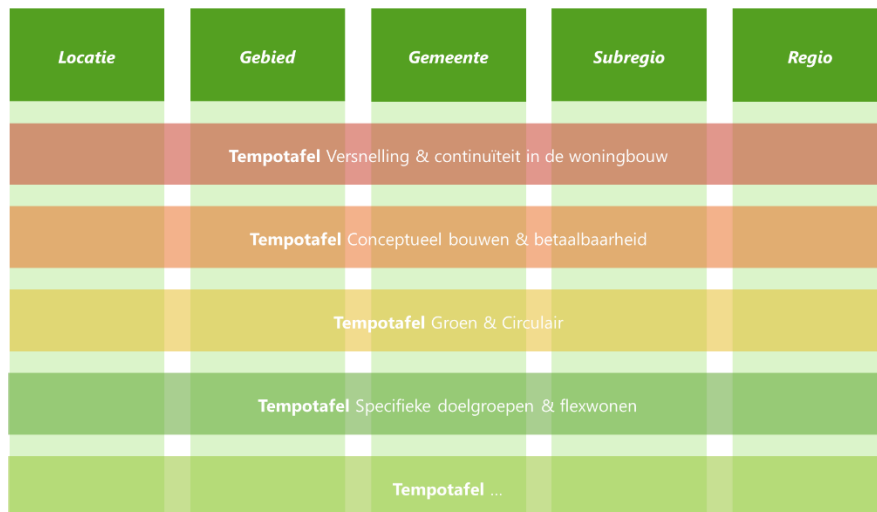 Locatie Gebied Gemeente Subregio Regio
Tempotafel Versnelling & continuïteit in de woningbouw
Tempotafel Conceptueel bouwen & betaalbaarheid
Tempotafel Groen & Circulair
Tempotafel Specifieke doelgroepen & flexwonen
Tempotafel ...